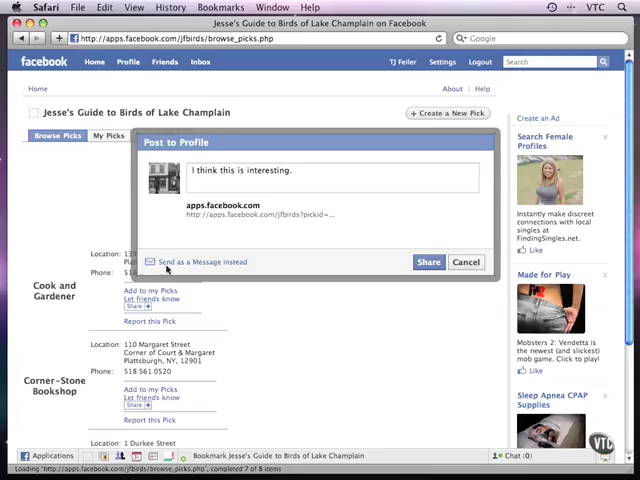 Safari File Edit View History Bookmarks Window Help VTC
Jesse's Guide to Birds of Lake Champlain on Facebook
http://apps.facebook.com/jfbirds/browse_picks.php
Google
facebook Home Profile Friends Inbox TJ Feiler Settings Logout Search
Home About Help
Jesse's Guide to Birds of Lake Champlain
+ Create a New Pick
Browse Picks My Picks
Post to Profile
I think this is interesting.
apps.facebook.com
http://apps.facebook.com/jfbirds?pickid=...
Send as a Message instead
Share Cancel
Location: 13
Plat
Phone: 518
Cook and
Gardener
Add to my Picks
Let friends know
Share +
Report this Pick
Location: 110 Margaret Street
Corner of Court & Margaret
Plattsburgh, NY, 12901
Phone: 518 561 0520
Corner-Stone
Bookshop
Add to my Picks
Let friends know
Share +
Report this Pick
Location: 1 Durkee Street
Create an Ad
Search Female
Profiles
Instantly make discreet
connections with
great singles at
FindingSingles.net.
Like
Made for Play
Mobsters 2: Vendetta is
the newest (and slickest)
mob game. Click to play!
Like
Sleep Apnea CPAP
Supplies
VTC
Applications Bookmark Jesse's Guide to Birds of Lake Champlain Chat (0)
Loading "http://apps.facebook.com/jfbirds/browse_picks.php", completed 7 of 8 items